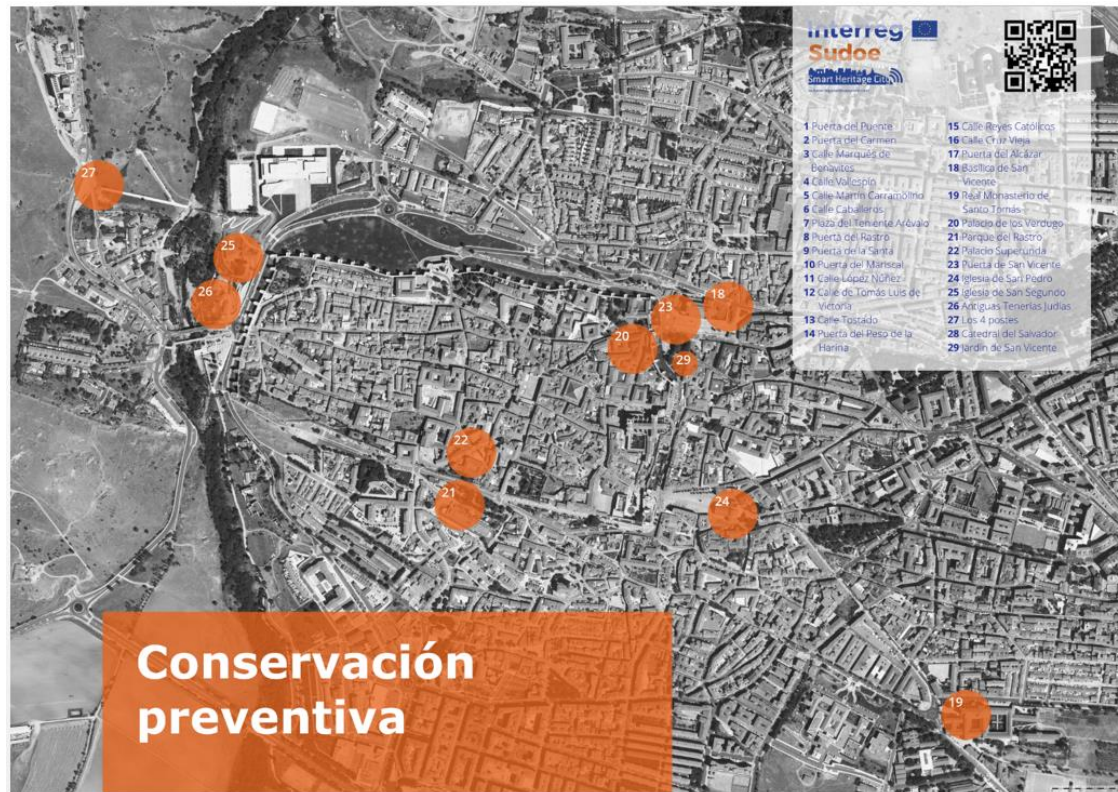 Interreg
Sudoe
Smart Heritage City
1 Puerta del Puente
2 Puerta del Carmen
3 Calle Marqués de
Benavites
4 Calle Vallespín
5 Calle Martín Carramolino
6 Calle Caballeros
7 Plaza del Teniente Arévalo
8 Puerta del Rastro
9 Puerta de la Santa
10 Puerta del Mariscal
11 Calle López Núñez
12 Calle de Tomás Luis de
Victoria
13 Calle Tostado
14 Puerta del Peso de la
Harina
15 Calle Reyes Católicos
16 Calle Cruz Vieja
17 Puerta del Alcázar
18 Basílica de San
Vicente
19 Real Monasterio de
Santo Tomás
20 Palacio de los Verdugo
21 Parque del Rastro
22 Palacio Superunda
23 Puerta de San Vicente
24 Iglesia de San Pedro
25 Iglesia de San Segundo
26 Antiguas Tenerías Judías
27 Los 4 postes
28 Catedral del Salvador
29 Jardín de San Vicente
27
25
26
18
23
20
29
22
21
24
19
Conservación
preventiva